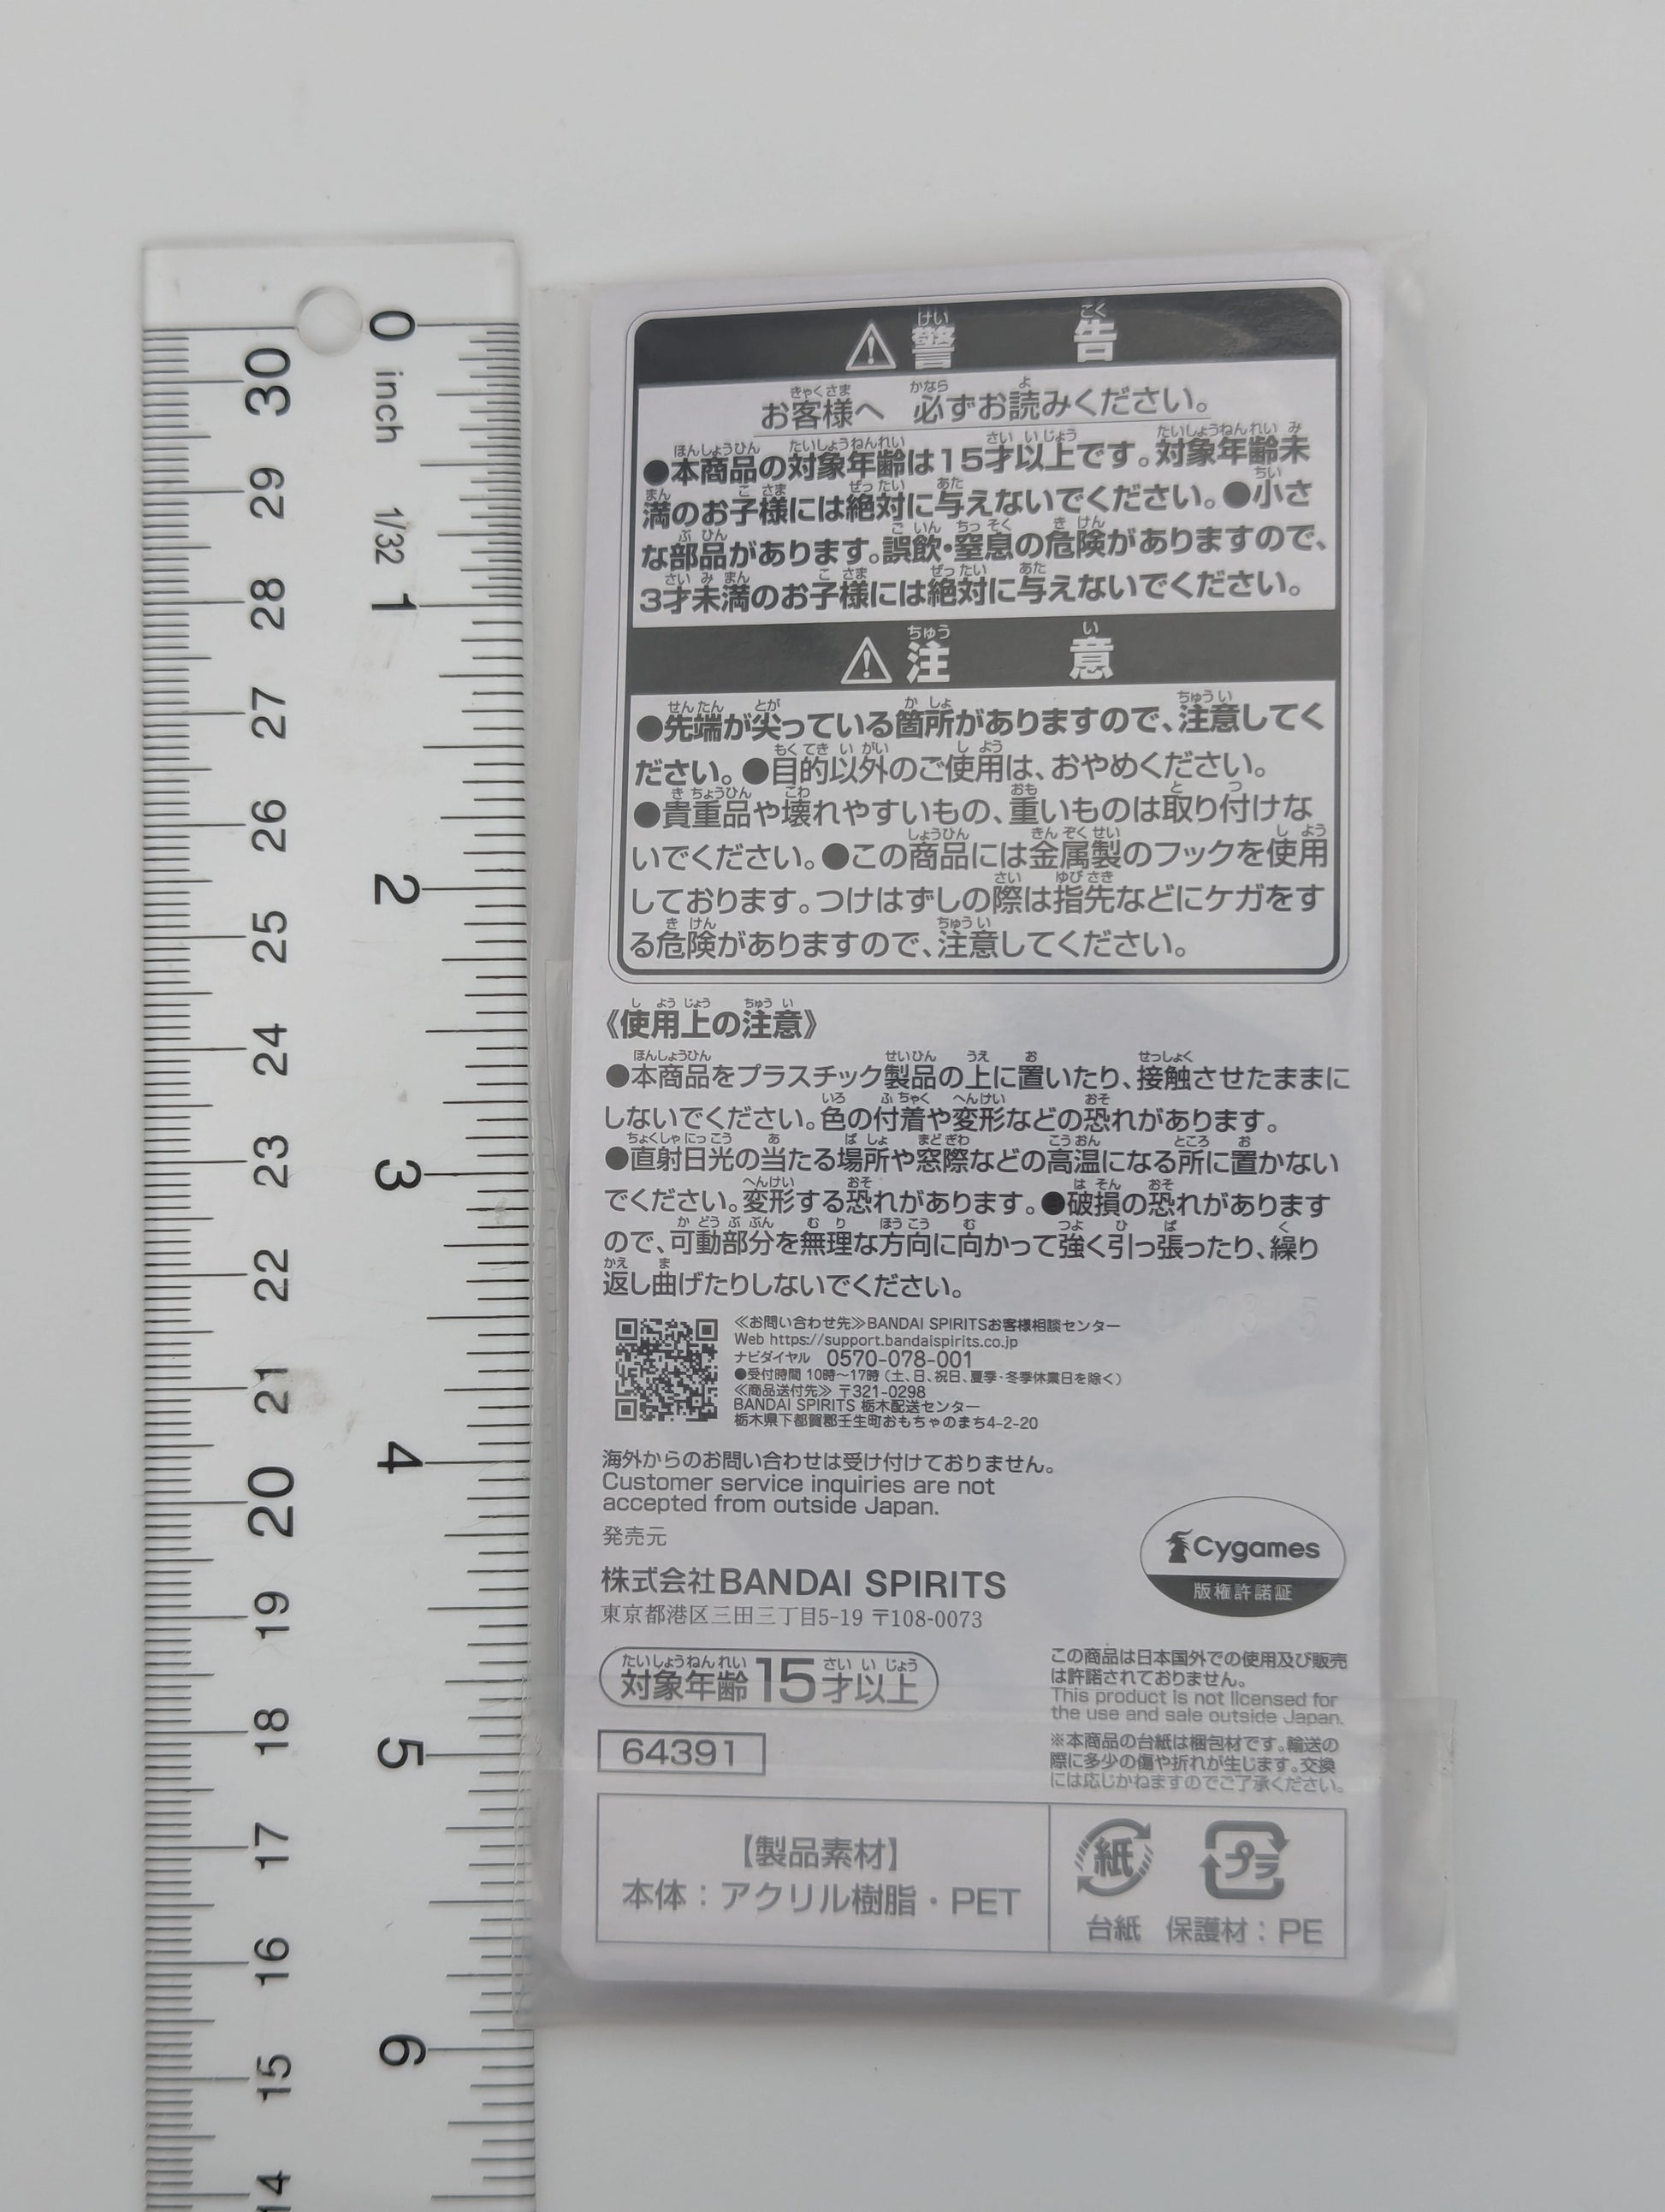 0 inch 1/32 1 2 3 4 5 6
30 29 28 27 26 25 24 23 22 21 20 19 18 17 16 15 14
⚠警告
お客様へ 必ずお読みください。
●本商品の対象年齢は15才以上です。対象年齢未
満のお子様には絶対に与えないでください。●小さ
な部品があります。誤飲・窒息の危険がありますので、
3才未満のお子様には絶対に与えないでください。
⚠注意
●先端が尖っている箇所がありますので、注意してく
ださい。●目的以外のご使用は、おやめください。
●貴重品や壊れやすいもの、重いものは取り付けな
いでください。●この商品には金属製のフックを使用
しております。つけはずしの際は指先などにケガをす
る危険がありますので、注意してください。
《使用上の注意》
●本商品をプラスチック製品の上に置いたり、接触させたままに
しないでください。色の付着や変形などの恐れがあります。
●直射日光の当たる場所や窓際などの高温になる所に置かない
でください。変形する恐れがあります。●破損の恐れがあります
ので、可動部分を無理な方向に向かって強く引っ張ったり、繰り
返し曲げたりしないでください。
≪お問い合わせ先≫BANDAI SPIRITSお客様相談センター
Web https://support.bandaispirits.co.jp
ナビダイヤル 0570-078-001
●受付時間 10時～17時(土、日、祝日、夏季・冬季休業日を除く)
≪商品送付先≫ 〒321-0298
BANDAI SPIRITS 栃木配送センター
栃木県下都賀郡壬生町おもちゃのまち4-2-20
海外からのお問い合わせは受け付けておりません。
Customer service inquiries are not
accepted from outside Japan.
発売元
株式会社BANDAI SPIRITS
東京都港区三田三丁目5-19 〒108-0073
Cygames
版権許諾証
対象年齢15才以上
64391
この商品は日本国外での使用及び販売
は許諾されておりません。
This product is not licensed for
the use and sale outside Japan.
※本商品の台紙は梱包材です。輸送の
際に多少の傷や折れが生じます。交換
には応じかねますのでご了承ください。
【製品素材】
本体：アクリル樹脂・PET
紙 プラ
台紙 保護材：PE